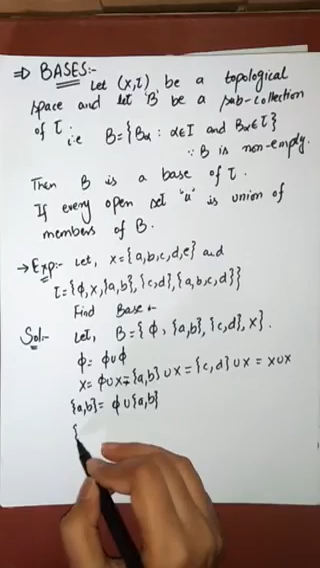 ⇒ BASES:-
Let (X,τ) be a topological
space and let 'B' be a sub-collection
of τ. i.e B={Bα : α∈I and Bα∈τ}
∵ B is non-empty.
Then B is a base of τ.
If every open set "u" is union of
members of B.
→ Exp:- Let, X={a,b,c,d,e} and
τ={φ,X,{a,b},{c,d},{a,b,c,d}}
Find Base :-
Sol:- Let, B={φ, {a,b}, {c,d}, X}.
φ= φ∪φ
X= φ∪X={a,b}∪X={c,d}∪X = X∪X
{a,b}= φ∪{a,b}
{